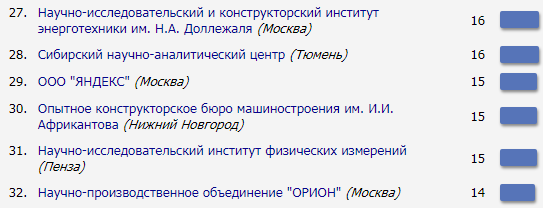 27. Научно-исследовательский и конструкторский институт
энерготехники им. Н.А. Доллежаля (Москва) 16
28. Сибирский научно-аналитический центр (Тюмень) 16
29. ООО "ЯНДЕКС" (Москва) 15
30. Опытное конструкторское бюро машиностроения им. И.И.
Африкантова (Нижний Новгород) 15
31. Научно-исследовательский институт физических измерений
(Пенза) 15
32. Научно-производственное объединение "ОРИОН" (Москва) 14